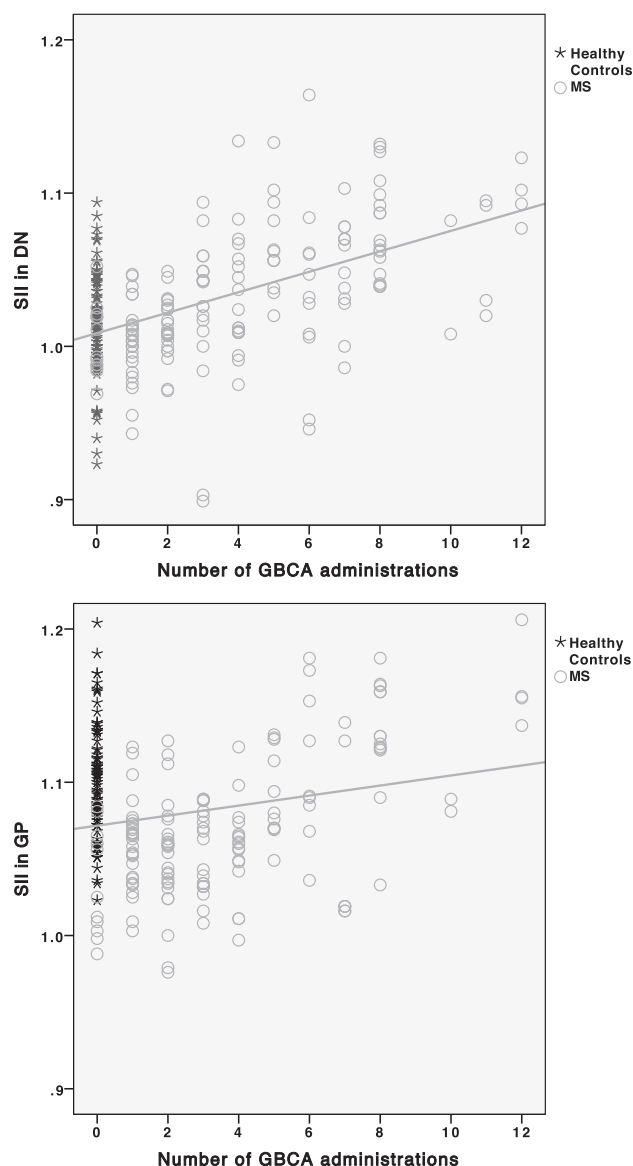 1.2
1.1
1.0
.9
SII in DN
0 2 4 6 8 10 12
Number of GBCA administrations
Healthy
Controls
MS
1.2
1.1
1.0
.9
SII in GP
0 2 4 6 8 10 12
Number of GBCA administrations
Healthy
Controls
MS